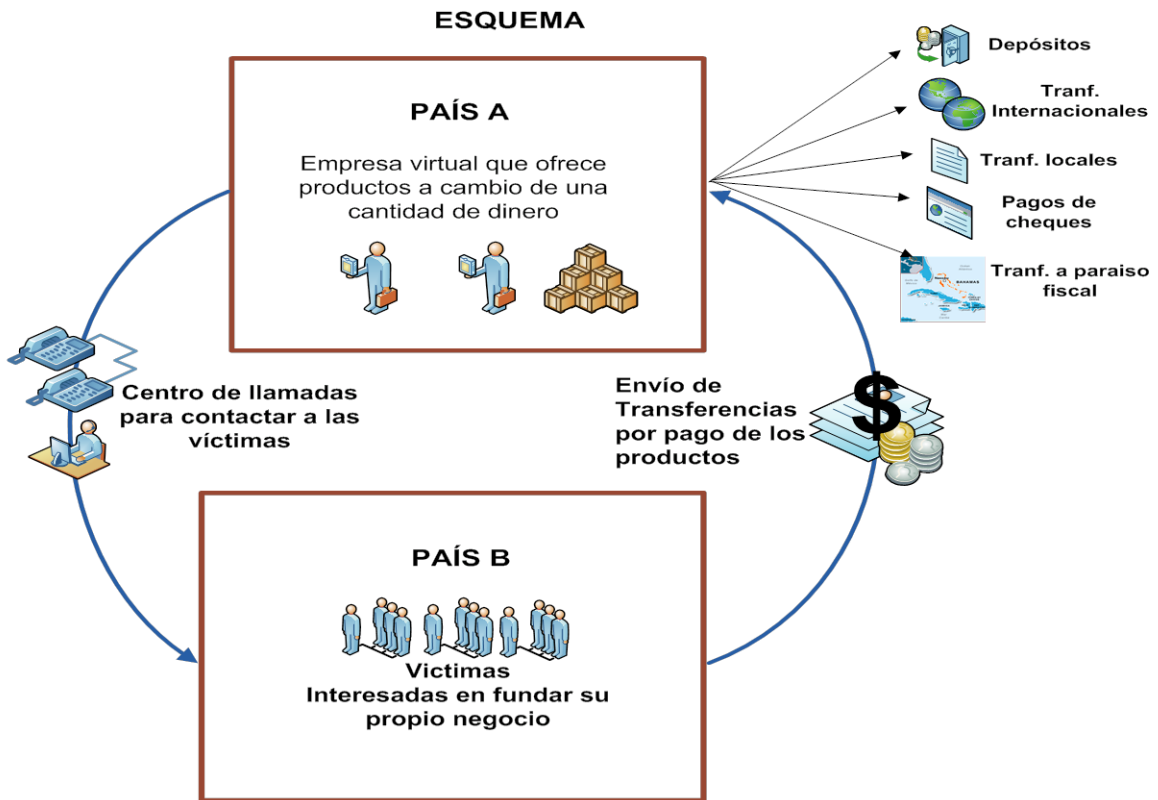 ESQUEMA
PAÍS A
Empresa virtual que ofrece
productos a cambio de una
cantidad de dinero
Depósitos
Tranf.
Internacionales
Tranf. locales
Pagos de
cheques
Tranf. a paraiso
fiscal
BAHAMAS
Centro de llamadas
para contactar a las
víctimas
Envío de
Transferencias
por pago de los
productos
$
PAÍS B
Victimas
Interesadas en fundar su
propio negocio